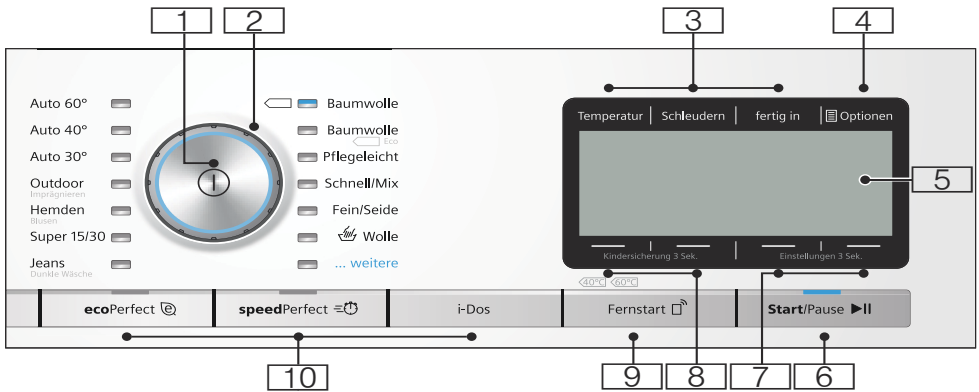 1 2 3 4
Auto 60°
Auto 40°
Auto 30°
Outdoor
Imprägnieren
Hemden
Blusen
Super 15/30
Jeans
Dunkle Wäsche
Baumwolle
Baumwolle
Eco
Pflegeleicht
Schnell/Mix
Fein/Seide
Wolle
... weitere
Temperatur Schleudern fertig in Optionen
5
Kindersicherung 3 Sek. Einstellungen 3 Sek.
40°C 60°C
ecoPerfect speedPerfect i-Dos Fernstart Start/Pause
10 9 8 7 6